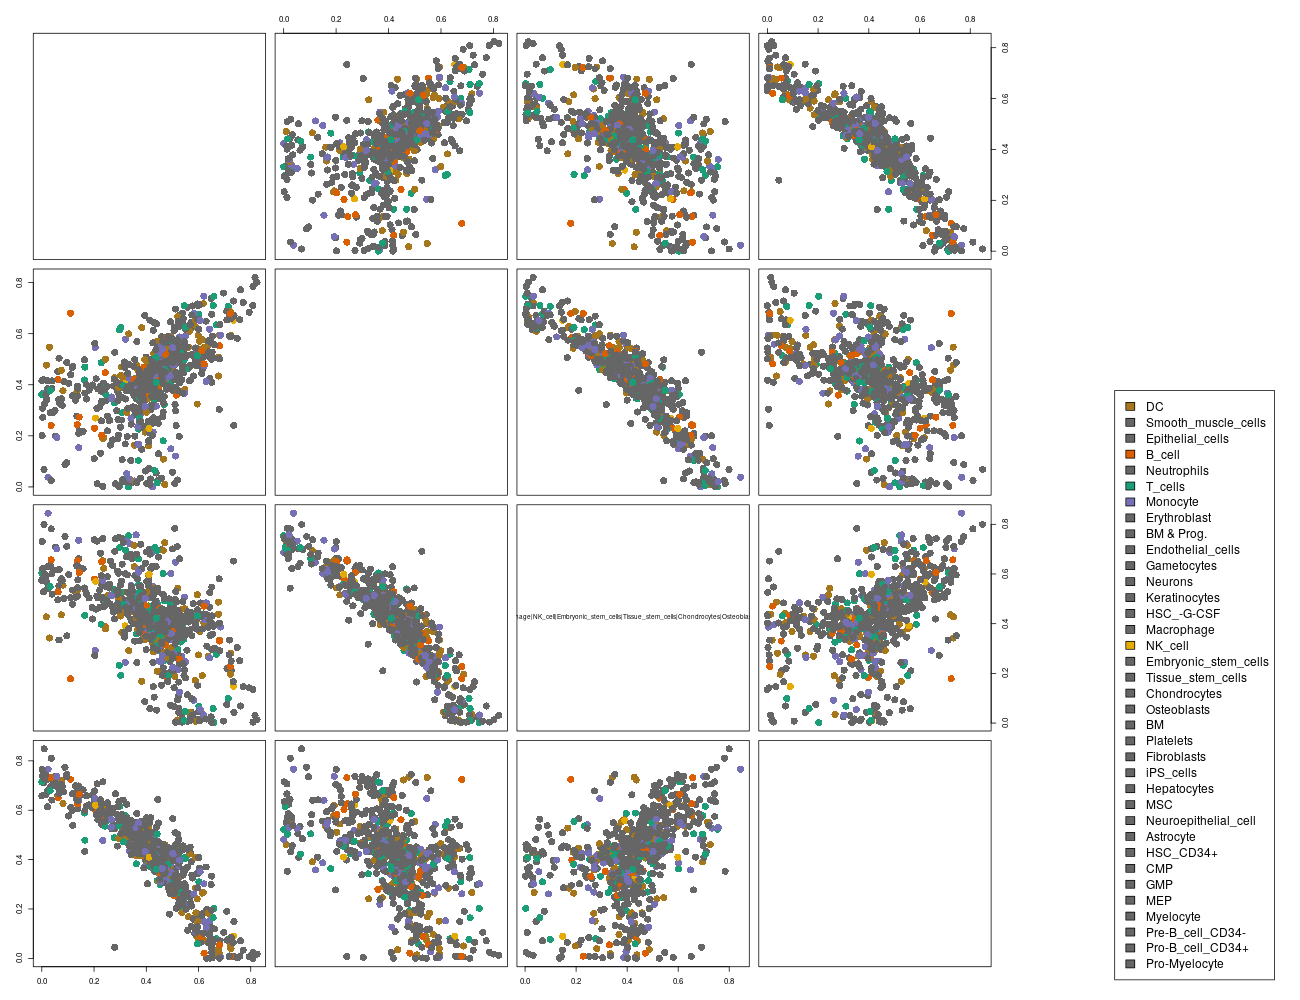 0.0 0.2 0.4 0.6 0.8
0.0 0.2 0.4 0.6 0.8
0.0 0.2 0.4 0.6 0.8
0.0 0.2 0.4 0.6 0.8
nage|NK_cell|Embryonic_stem_cells|Tissue_stem_cells|Chondrocytes|Osteobla
0.0 0.2 0.4 0.6 0.8
0.0 0.2 0.4 0.6 0.8
0.0 0.2 0.4 0.6 0.8
0.0 0.2 0.4 0.6 0.8
DC
Smooth_muscle_cells
Epithelial_cells
B_cell
Neutrophils
T_cells
Monocyte
Erythroblast
BM & Prog.
Endothelial_cells
Gametocytes
Neurons
Keratinocytes
HSC_-G-CSF
Macrophage
NK_cell
Embryonic_stem_cells
Tissue_stem_cells
Chondrocytes
Osteoblasts
BM
Platelets
Fibroblasts
iPS_cells
Hepatocytes
MSC
Neuroepithelial_cell
Astrocyte
HSC_CD34+
CMP
GMP
MEP
Myelocyte
Pre-B_cell_CD34-
Pro-B_cell_CD34+
Pro-Myelocyte